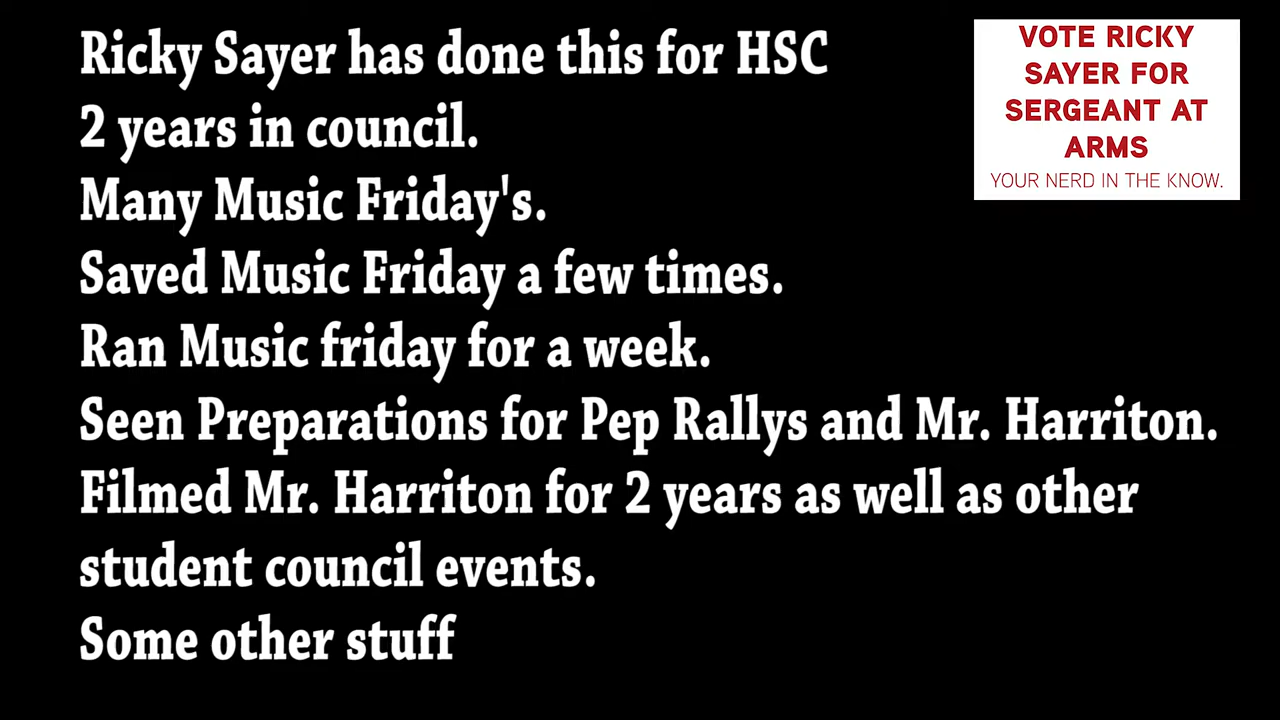 Ricky Sayer has done this for HSC
2 years in council.
Many Music Friday's.
Saved Music Friday a few times.
Ran Music friday for a week.
Seen Preparations for Pep Rallys and Mr. Harriton.
Filmed Mr. Harriton for 2 years as well as other
student council events.
Some other stuff
VOTE RICKY
SAYER FOR
SERGEANT AT
ARMS
YOUR NERD IN THE KNOW.